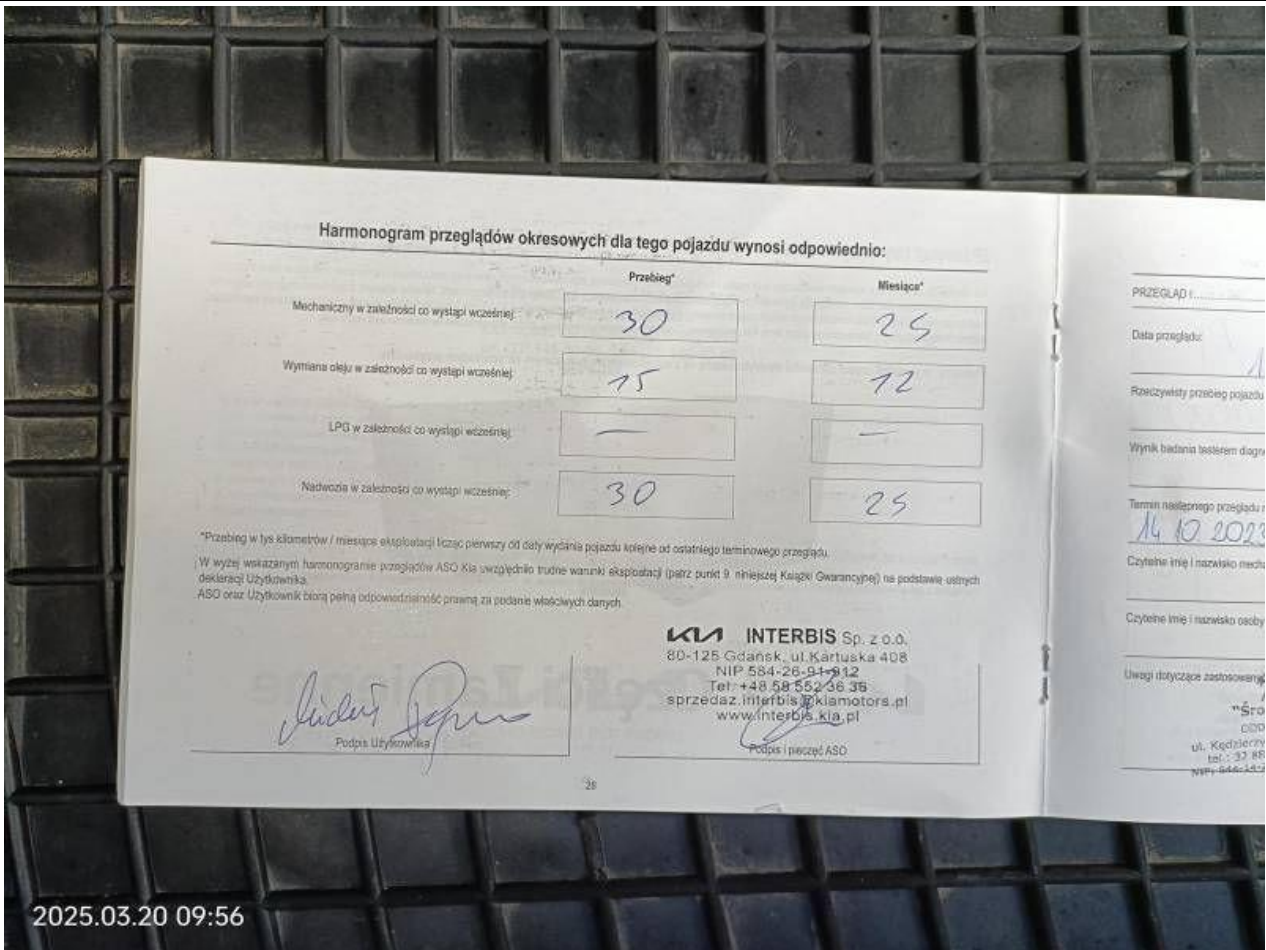 Harmonogram przeglądów okresowych dla tego pojazdu wynosi odpowiednio:
Przebieg* Miesiące*
Mechaniczny w zależności co wystąpi wcześniej: 30 25
Wymiana oleju w zależności co wystąpi wcześniej: 15 12
LPG w zależności co wystąpi wcześniej: — —
Nadwozia w zależności co wystąpi wcześniej: 30 25
*Przebieg w tys kilometrów / miesiące eksploatacji licząc pierwszy od daty wydania pojazdu kolejne od ostatniego terminowego przeglądu.
W wyżej wskazanym harmonogramie przeglądów ASO Kia uwzględniło trudne warunki eksploatacji (patrz punkt 9. niniejszej Książki Gwarancyjnej) na podstawie ustnych
deklaracji Użytkownika.
ASO oraz Użytkownik biorą pełną odpowiedzialność prawną za podanie właściwych danych.
KIA INTERBIS Sp. z o.o.
80-125 Gdańsk, ul.Kartuska 408
NIP 584-26-91-912
Tel. +48 58 552 36 36
sprzedaz.interbis@kiamotors.pl
www.interbis.kia.pl
Podpis Użytkownika
Podpis i pieczęć ASO
PRZEGLĄD
Data przeglądu:
Rzeczywisty przebieg pojazdu
Wynik badania testerem
Termin następnego przeglądu
14 10 2023
Czytelne imię i nazwisko
Czytelne imię i nazwisko osoby
Uwagi dotyczące
ul.
tel.: 32
2025.03.20 09:56